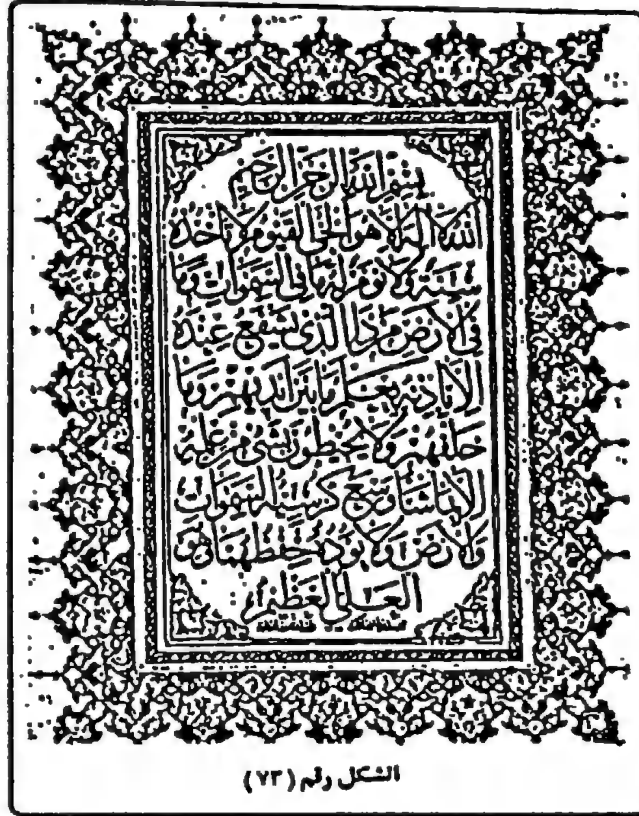 بسم الله الرحمن الرحيم
الله لا إله إلا هو الحي القيوم لا تأخذه
سنة ولا نوم له ما في السموات وما
في الأرض من ذا الذي يشفع عنده
إلا بإذنه يعلم ما بين أيديهم وما
خلفهم ولا يحيطون بشئ من علمه
إلا بما شاء وسع كرسيه السموات
والأرض ولا يؤده حفظهما وهو
العلي العظيم
الشكل رقم (٧٣)